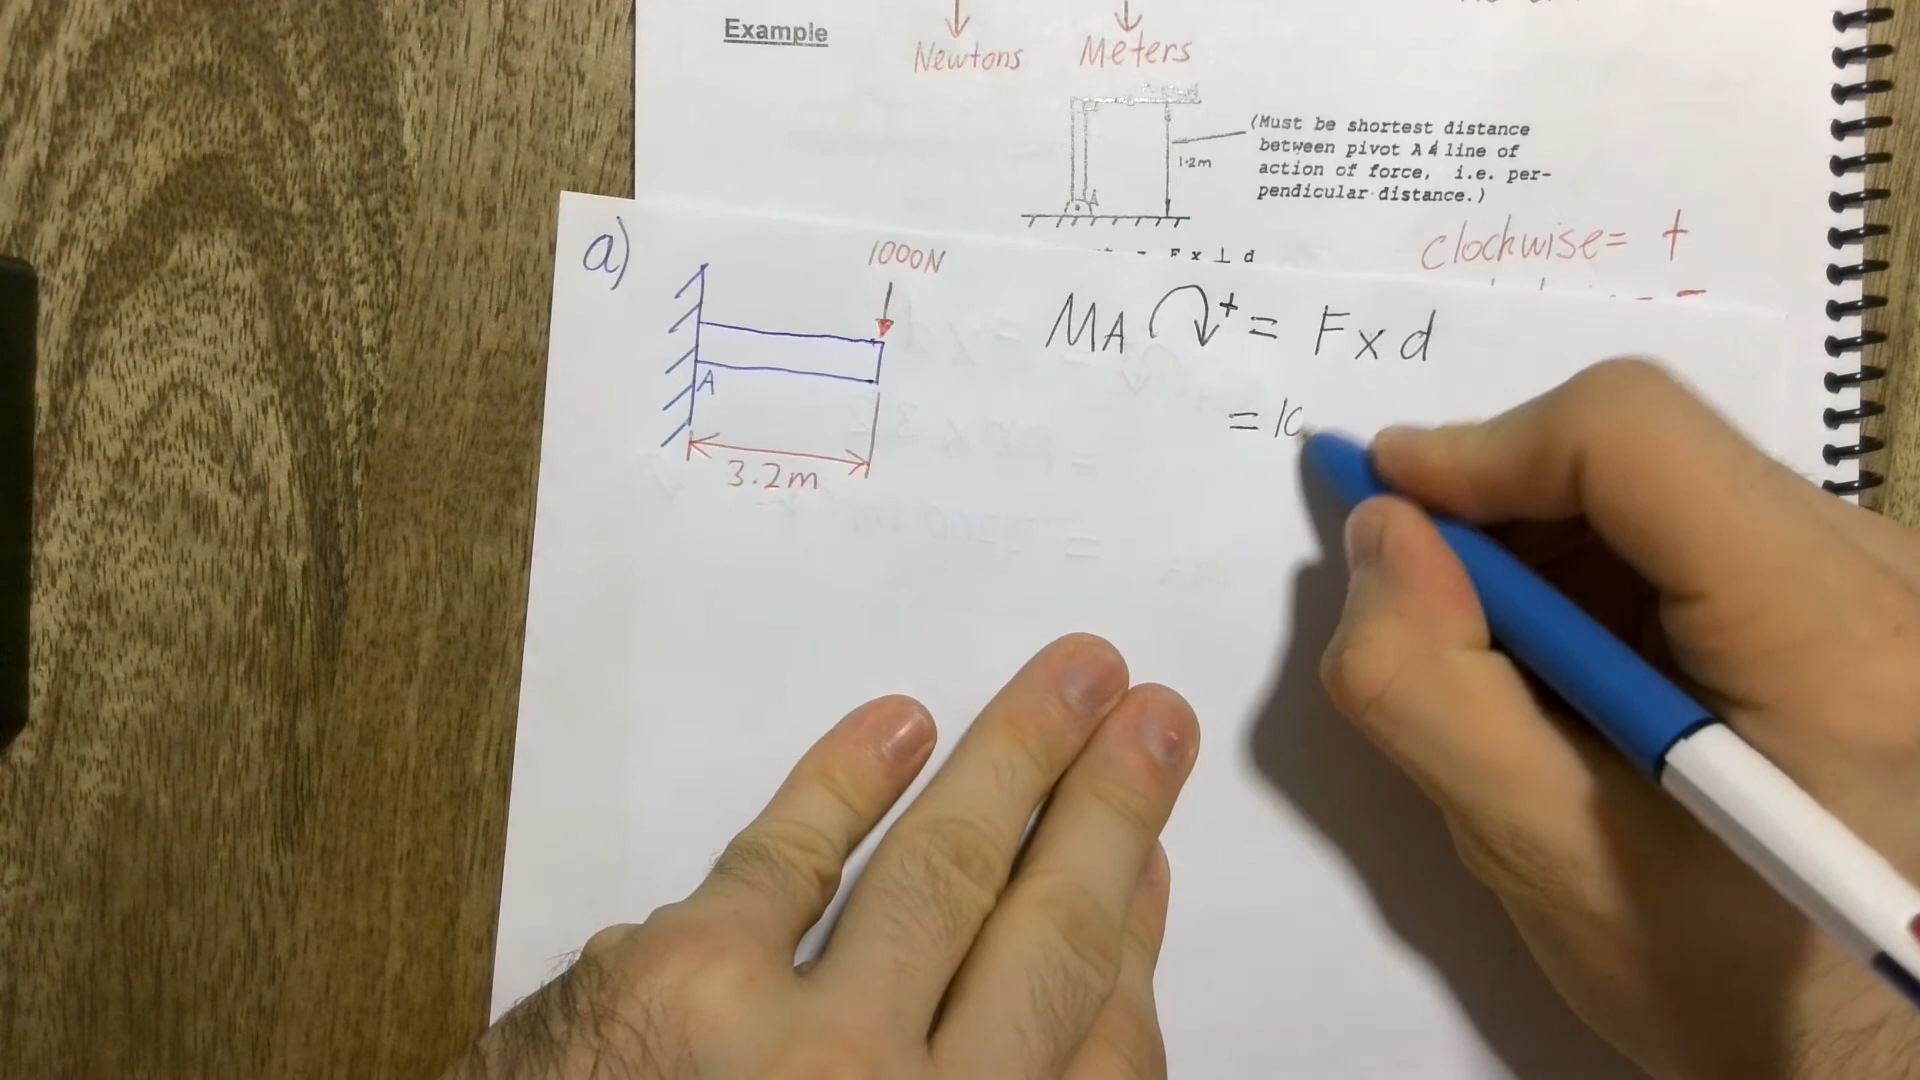 Example
Newtons Meters
(Must be shortest distance
between pivot A & line of
action of force, i.e. per-
pendicular distance.)
1.2m
A
F x ⊥ d
clockwise= +
a)
1000N
MA + = F x d
= 10
A
3.2m